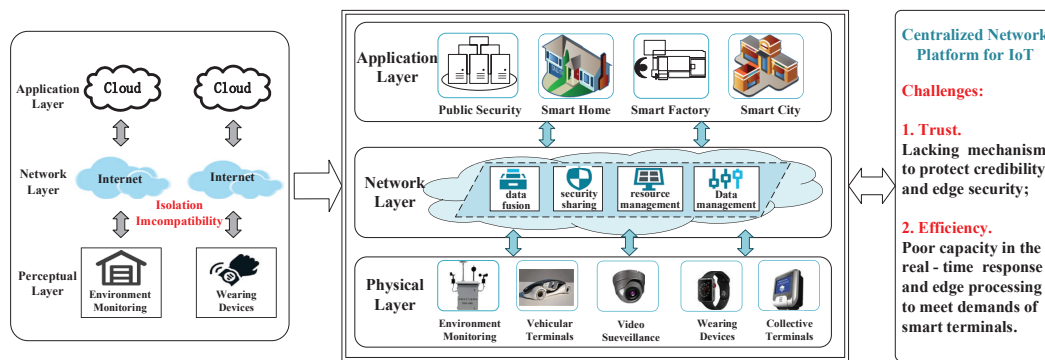 Application
Layer
Cloud
Cloud
Network
Layer
Internet
Internet
Isolation
Imcompatibility
Perceptual
Layer
Environment
Monitoring
Wearing
Devices
Application
Layer
Public Security
Smart Home
Smart Factory
Smart City
Network
Layer
data
fusion
security
sharing
resource
management
Data
management
Physical
Layer
Environment
Monitoring
Vehicular
Terminals
Video
Sueveillance
Wearing
Devices
Collective
Terminals
Centralized Network
Platform for IoT
Challenges:
1. Trust.
Lacking mechanism
to protect credibility
and edge security;
2. Efficiency.
Poor capacity in the
real - time response
and edge processing
to meet demands of
smart terminals.